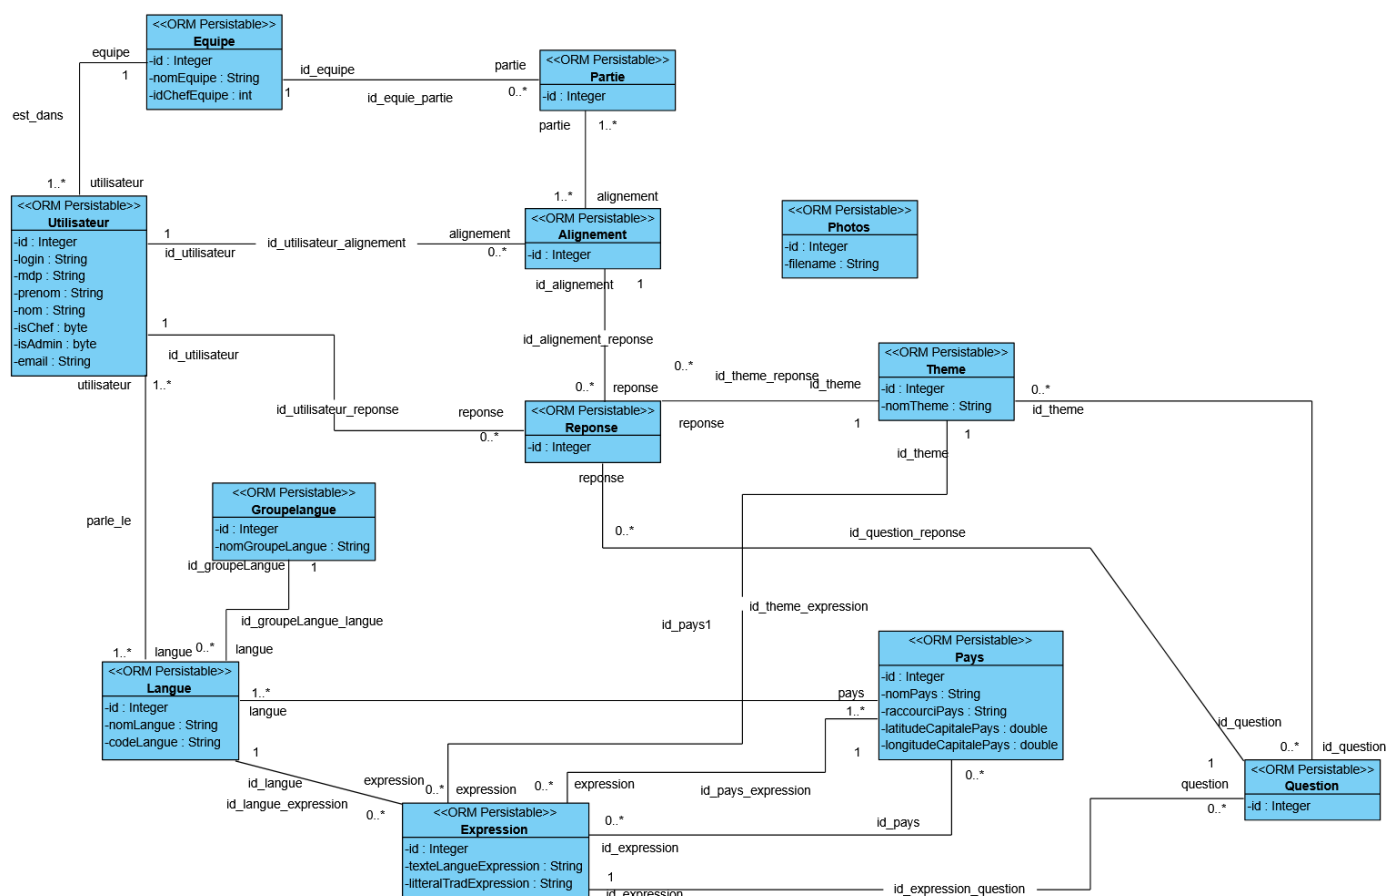 <<ORM Persistable>>
Equipe
-id : Integer
-nomEquipe : String
-idChefEquipe : int
equipe
1
est_dans
1..*
utilisateur
id_equipe
1
id_equie_partie
partie
0..*
<<ORM Persistable>>
Partie
-id : Integer
partie
1..*
1..*
alignement
<<ORM Persistable>>
Utilisateur
-id : Integer
-login : String
-mdp : String
-prenom : String
-nom : String
-isChef : byte
-isAdmin : byte
-email : String
1
id_utilisateur
id_utilisateur_alignement
alignement
0..*
<<ORM Persistable>>
Alignement
-id : Integer
<<ORM Persistable>>
Photos
-id : Integer
-filename : String
id_alignement
1
id_alignement_reponse
0..*
reponse
1
id_utilisateur
id_utilisateur_reponse
reponse
0..*
<<ORM Persistable>>
Reponse
-id : Integer
0..*
id_theme_reponse
id_theme
reponse
1
<<ORM Persistable>>
Theme
-id : Integer
-nomTheme : String
0..*
id_theme
1
id_theme
reponse
0..*
id_question_reponse
utilisateur
1..*
parle_le
<<ORM Persistable>>
Groupelangue
-id : Integer
-nomGroupeLangue : String
id_groupeLangue
1
id_groupeLangue_langue
1..*
langue
0..*
langue
id_theme_expression
id_pays1
<<ORM Persistable>>
Langue
-id : Integer
-nomLangue : String
-codeLangue : String
1..*
langue
pays
1..*
<<ORM Persistable>>
Pays
-id : Integer
-nomPays : String
-raccourciPays : String
-latitudeCapitalePays : double
-longitudeCapitalePays : double
id_question
1
0..*
id_question
1
id_langue
id_langue_expression
0..*
expression
0..*
expression
0..*
expression
id_pays_expression
1
0..*
id_pays
question
0..*
<<ORM Persistable>>
Question
-id : Integer
<<ORM Persistable>>
Expression
-id : Integer
-texteLangueExpression : String
-litteralTradExpression : String
0..*
id_expression
1
id_expression
id_expression_question